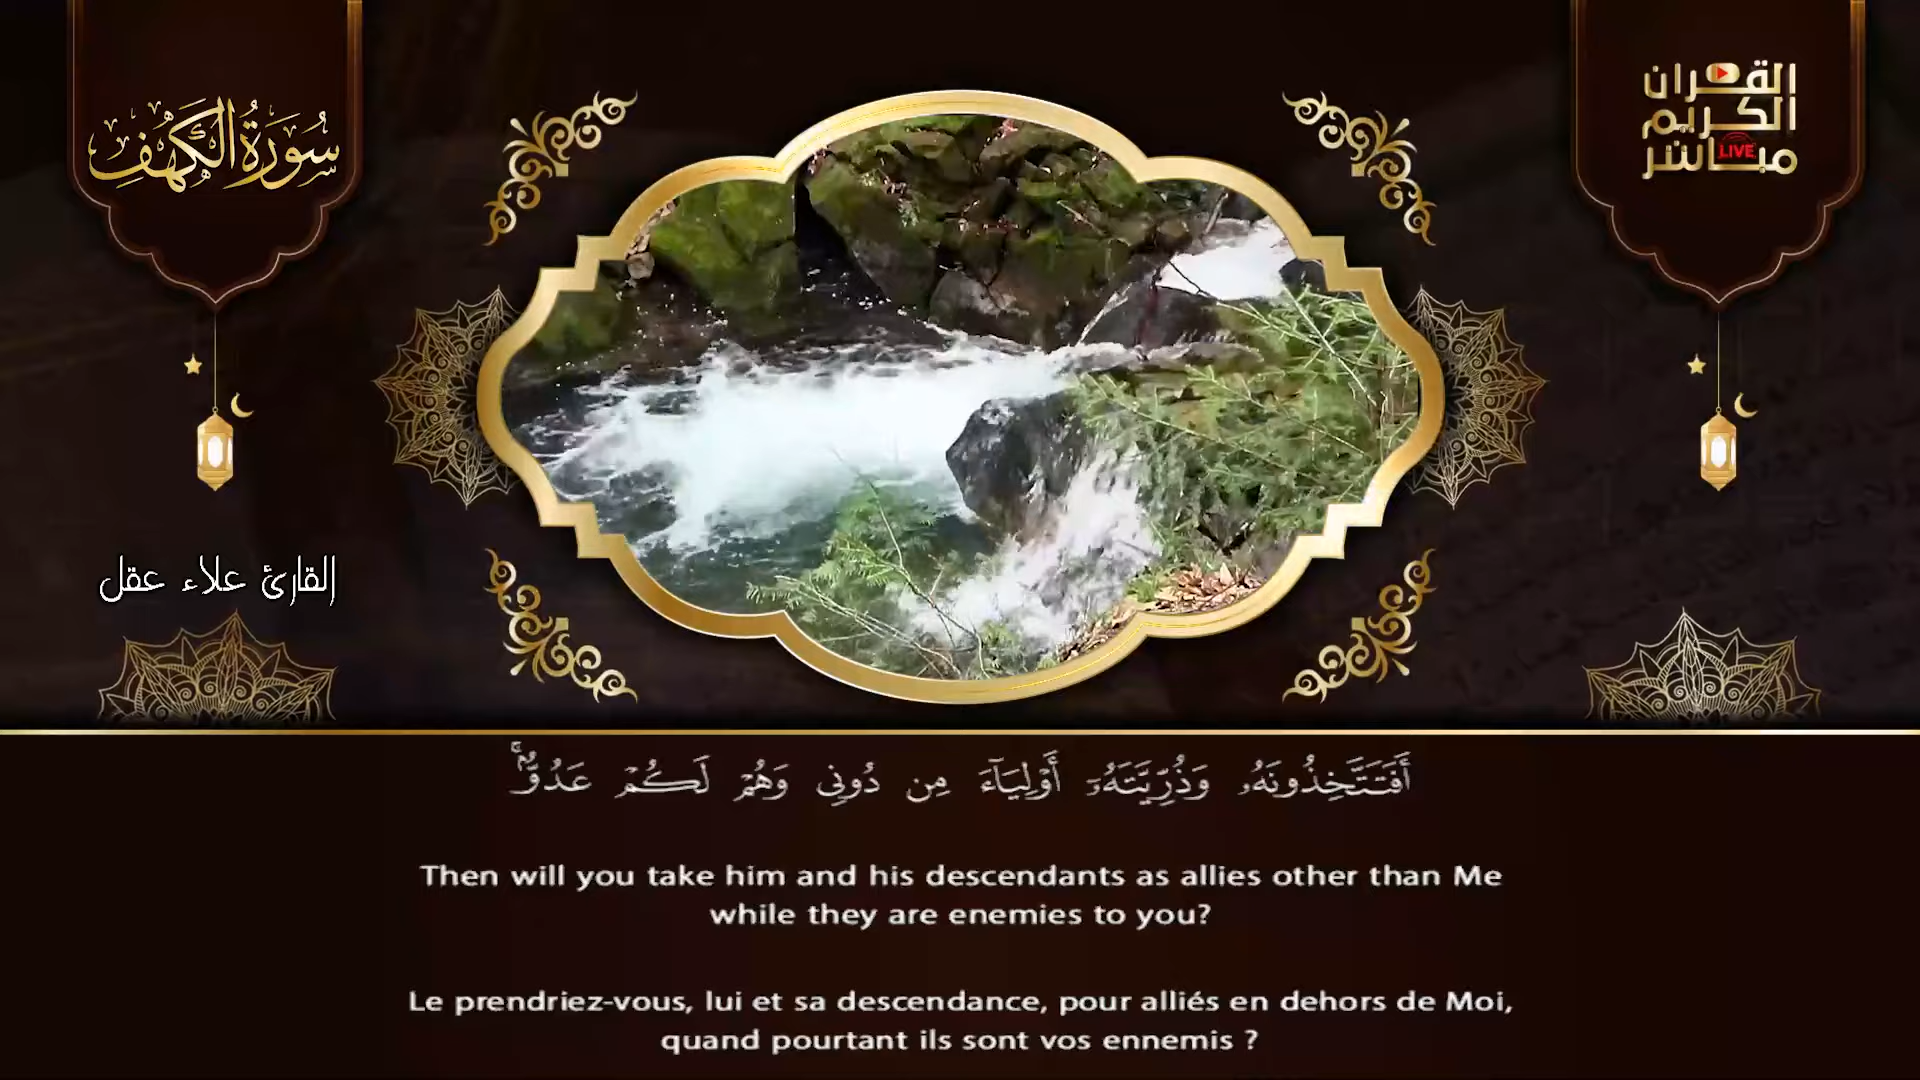 سُورَةُ الكَهْفِ
القرآن
الكريم
مباشر
LIVE
القارئ علاء عقل
أَفَتَتَّخِذُونَهُۥ وَذُرِّيَّتَهُۥٓ أَوْلِيَآءَ مِن دُونِى وَهُمْ لَكُمْ عَدُوٌّۢ ۚ
Then will you take him and his descendants as allies other than Me
while they are enemies to you?
Le prendriez-vous, lui et sa descendance, pour alliés en dehors de Moi,
quand pourtant ils sont vos ennemis ?